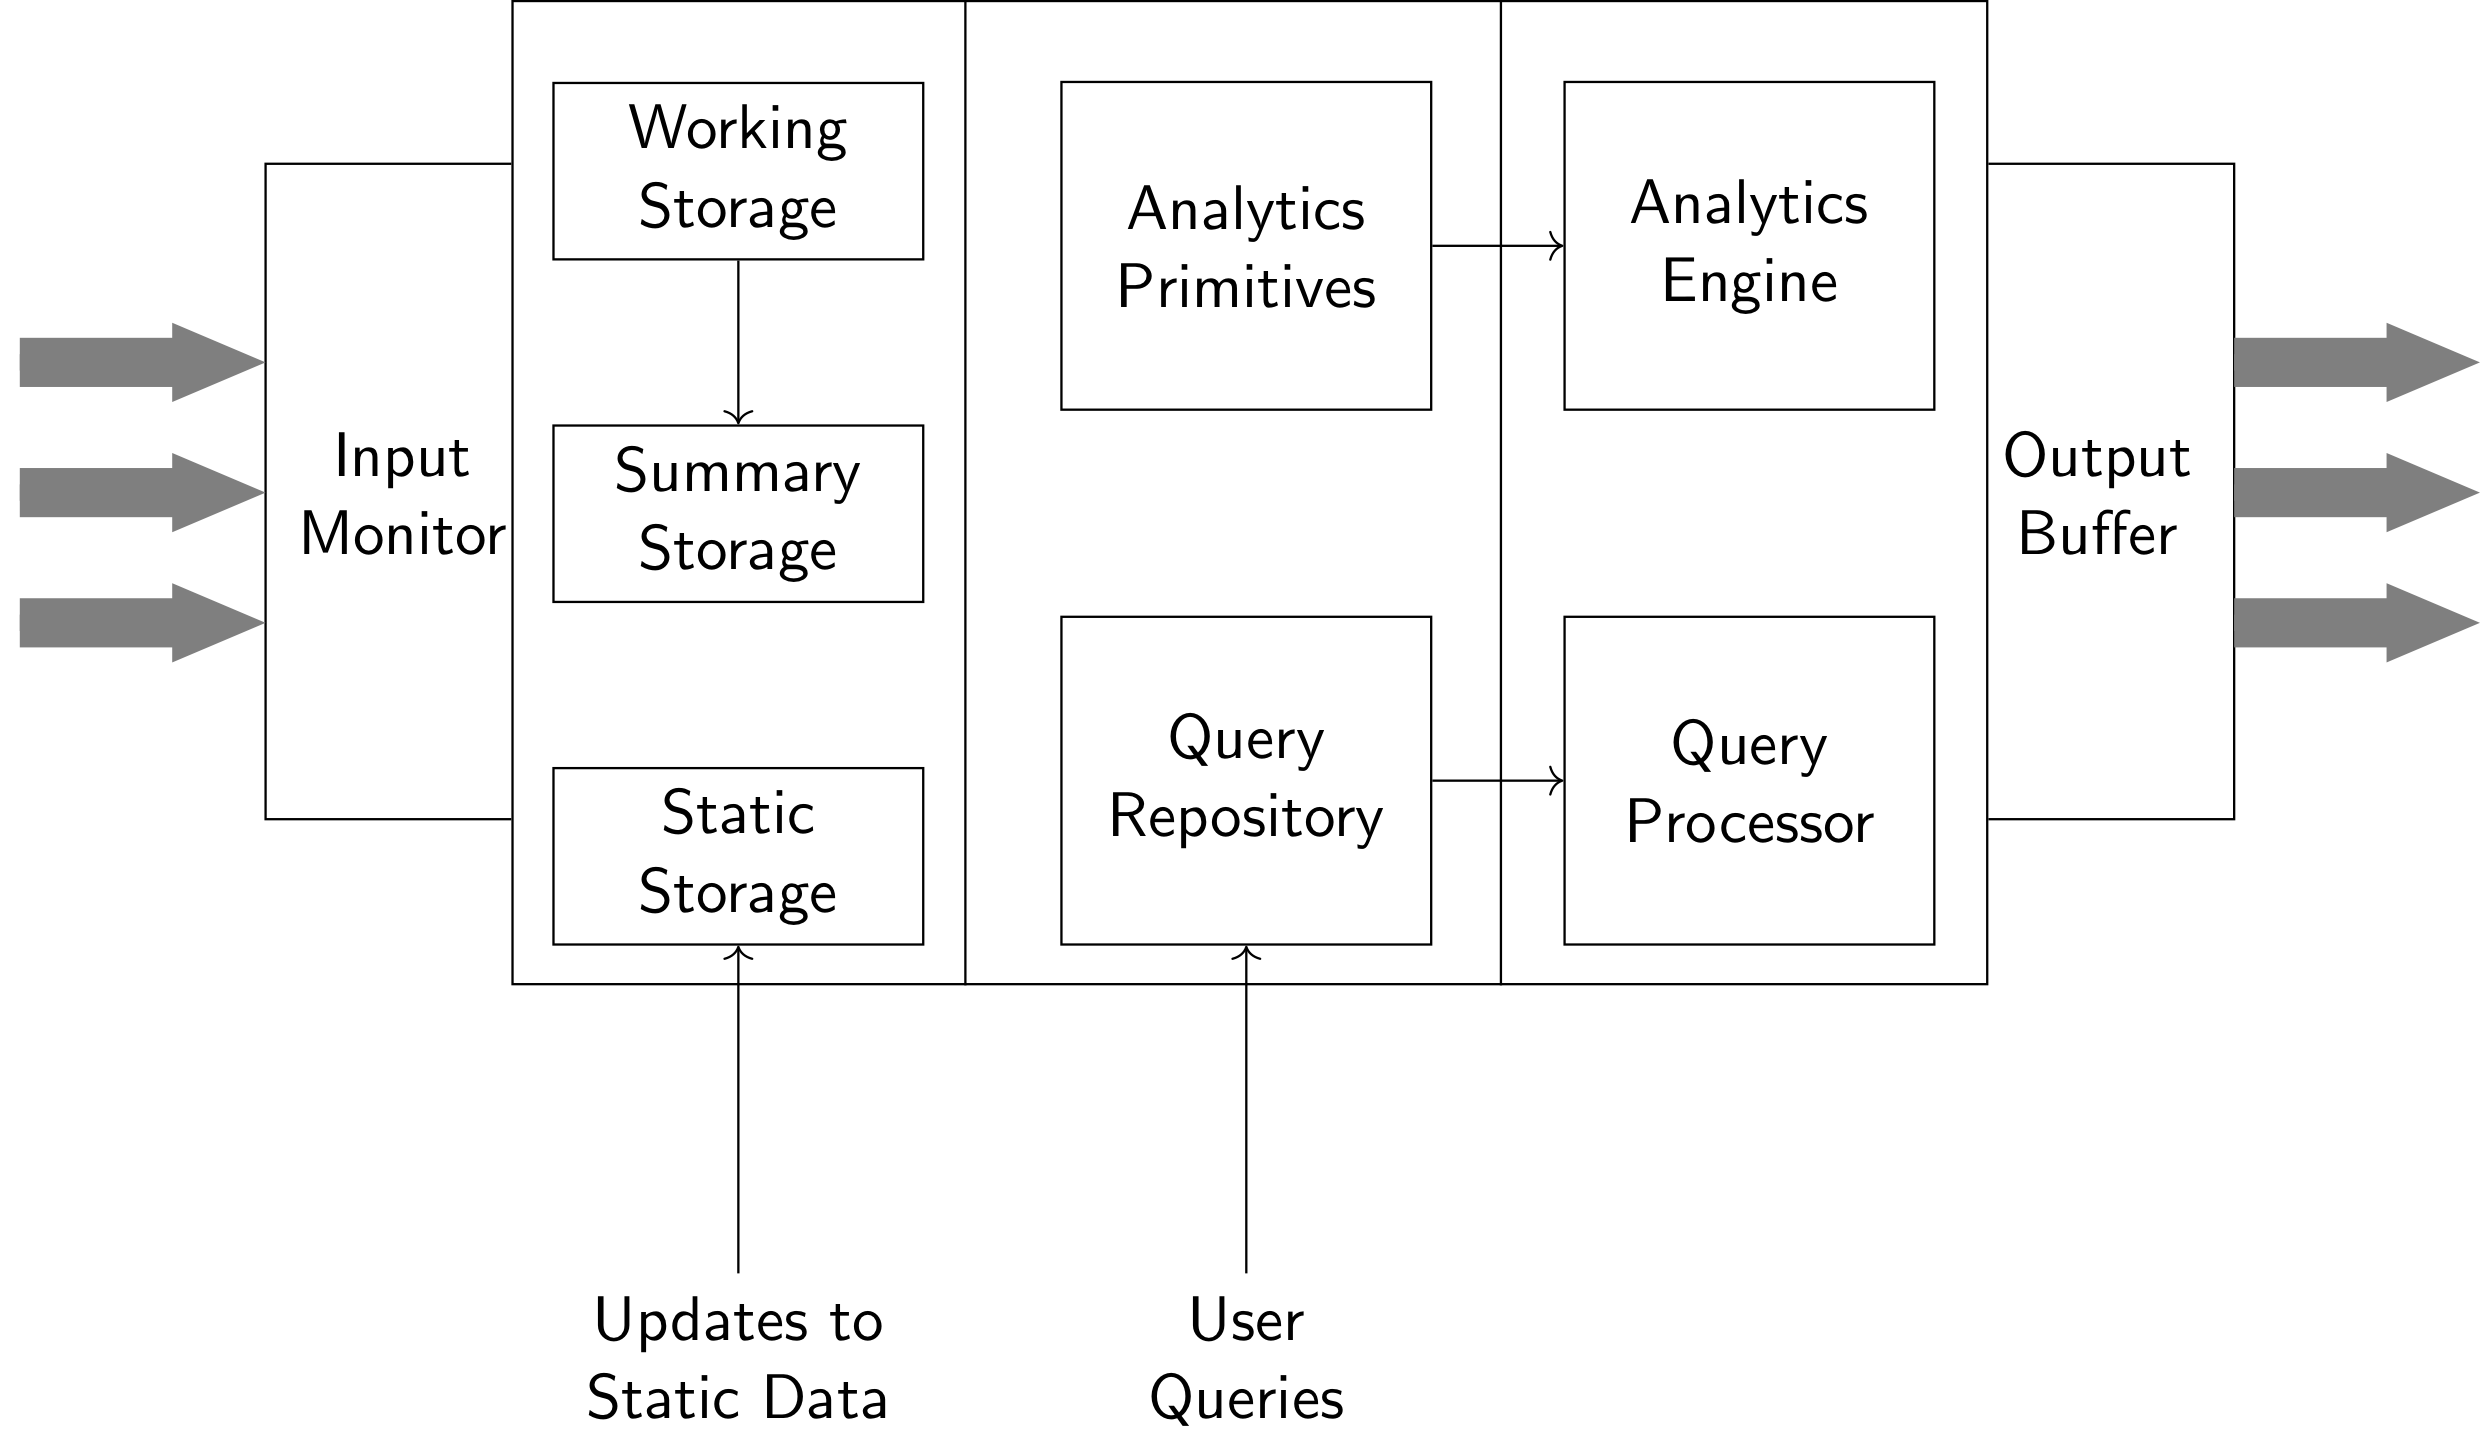 Input
Monitor
Working
Storage
Summary
Storage
Static
Storage
Analytics
Primitives
Query
Repository
Analytics
Engine
Query
Processor
Output
Buffer
Updates to
Static Data
User
Queries